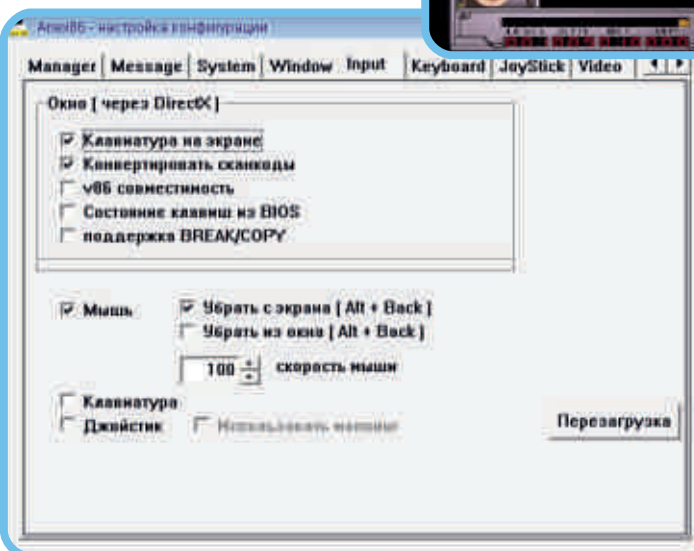 Anex86 - настройка конфигурации
Manager Message System Window Input Keyboard JoyStick Video
Окно [ через DirectX ]
Клавиатура на экране
Конвертировать сканкоды
v86 совместимость
Состояние клавиш из BIOS
поддержка BREAK/COPY
Мышь
Убрать с экрана [ Alt + Back ]
Убрать из окна [ Alt + Back ]
100 скорость мыши
Клавиатура
Джойстик Использовать
Перезагрузка